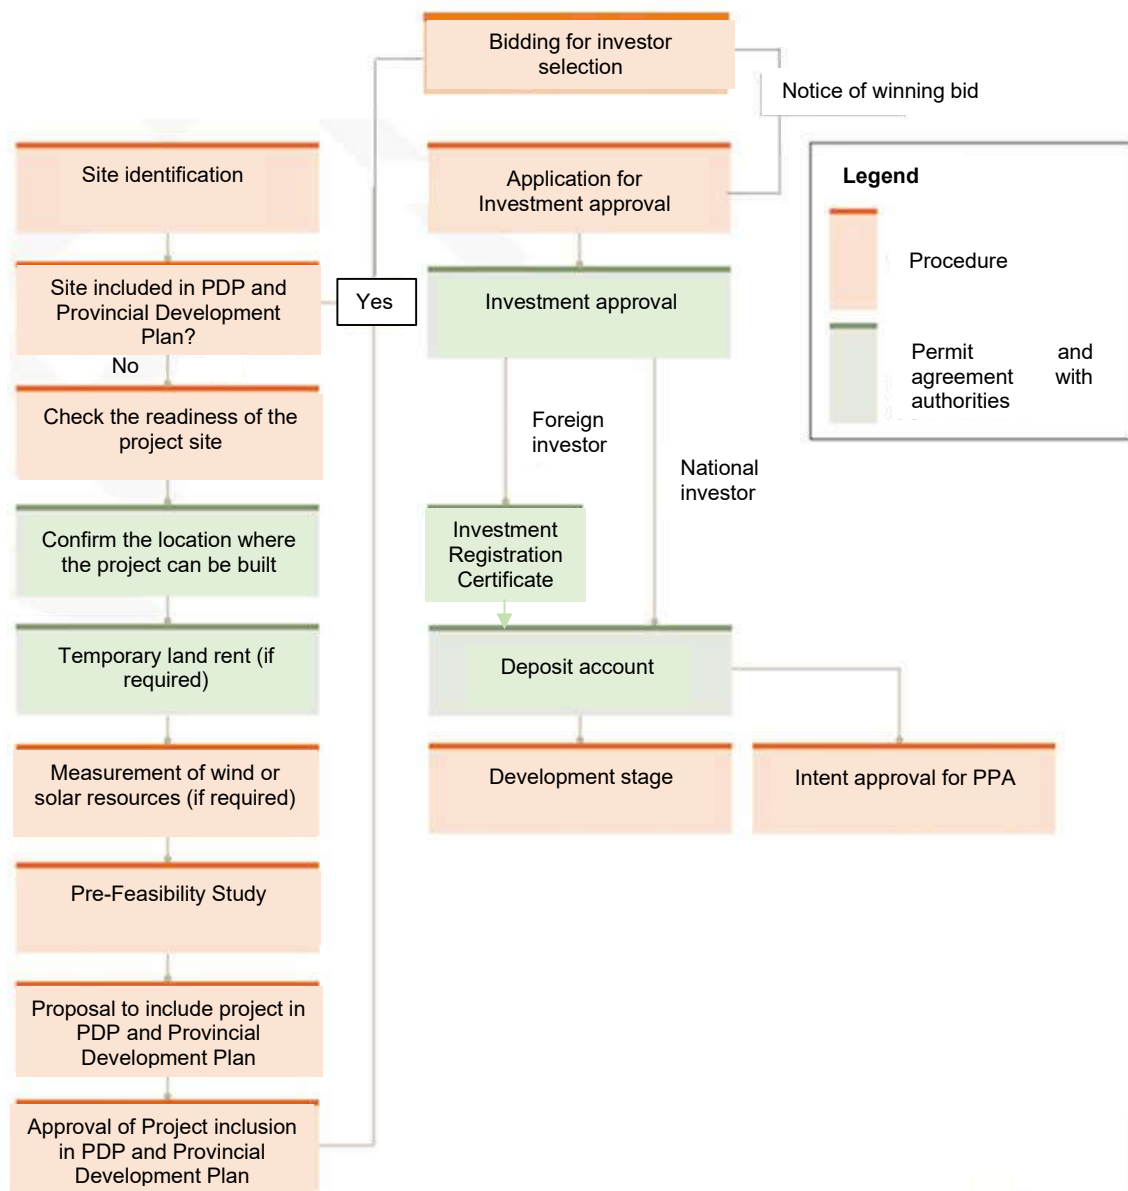 Bidding for investor
selection
Notice of winning bid
Site identification
Application for
Investment approval
Legend
Procedure
Permit and
agreement with
authorities
Site included in PDP and
Provincial Development
Plan?
Yes
No
Investment approval
Check the readiness of the
project site
Foreign
investor
National
investor
Confirm the location where
the project can be built
Investment
Registration
Certificate
Temporary land rent (if
required)
Deposit account
Measurement of wind or
solar resources (if required)
Development stage
Intent approval for PPA
Pre-Feasibility Study
Proposal to include project in
PDP and Provincial
Development Plan
Approval of Project inclusion
in PDP and Provincial
Development Plan